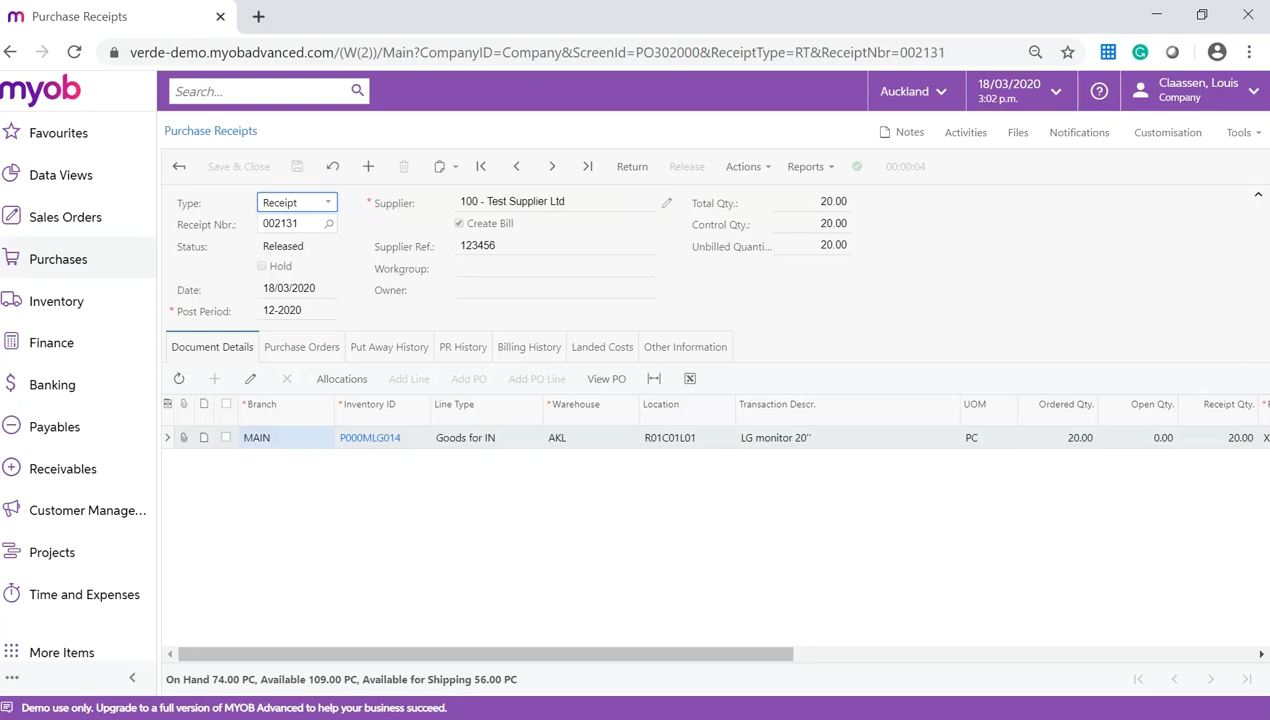 Purchase Receipts
verde-demo.myobadvanced.com/(W(2))/Main?CompanyID=Company&ScreenId=PO302000&ReceiptType=RT&ReceiptNbr=002131
myob
Search...
Auckland
18/03/2020
3:02 p.m.
Claassen, Louis
Company
Favourites
Data Views
Sales Orders
Purchases
Inventory
Finance
Banking
Payables
Receivables
Customer Manage...
Projects
Time and Expenses
More Items
Purchase Receipts
Notes Activities Files Notifications Customisation Tools
Save & Close Return Release Actions Reports 00:00:04
Type: Receipt * Supplier: 100 - Test Supplier Ltd Total Qty.: 20.00
Receipt Nbr.: 002131 Create Bill Control Qty.: 20.00
Status: Released Supplier Ref.: 123456 Unbilled Quanti... 20.00
Hold Workgroup:
Date: 18/03/2020 Owner:
* Post Period: 12-2020
Document Details Purchase Orders Put Away History PR History Billing History Landed Costs Other Information
Allocations Add Line Add PO Add PO Line View PO
*Branch *Inventory ID Line Type *Warehouse Location Transaction Descr. UOM Ordered Qty. Open Qty. Receipt Qty.
MAIN P000MLG014 Goods for IN AKL R01C01L01 LG monitor 20'' PC 20.00 0.00 20.00
On Hand 74.00 PC, Available 109.00 PC, Available for Shipping 56.00 PC
Demo use only. Upgrade to a full version of MYOB Advanced to help your business succeed.